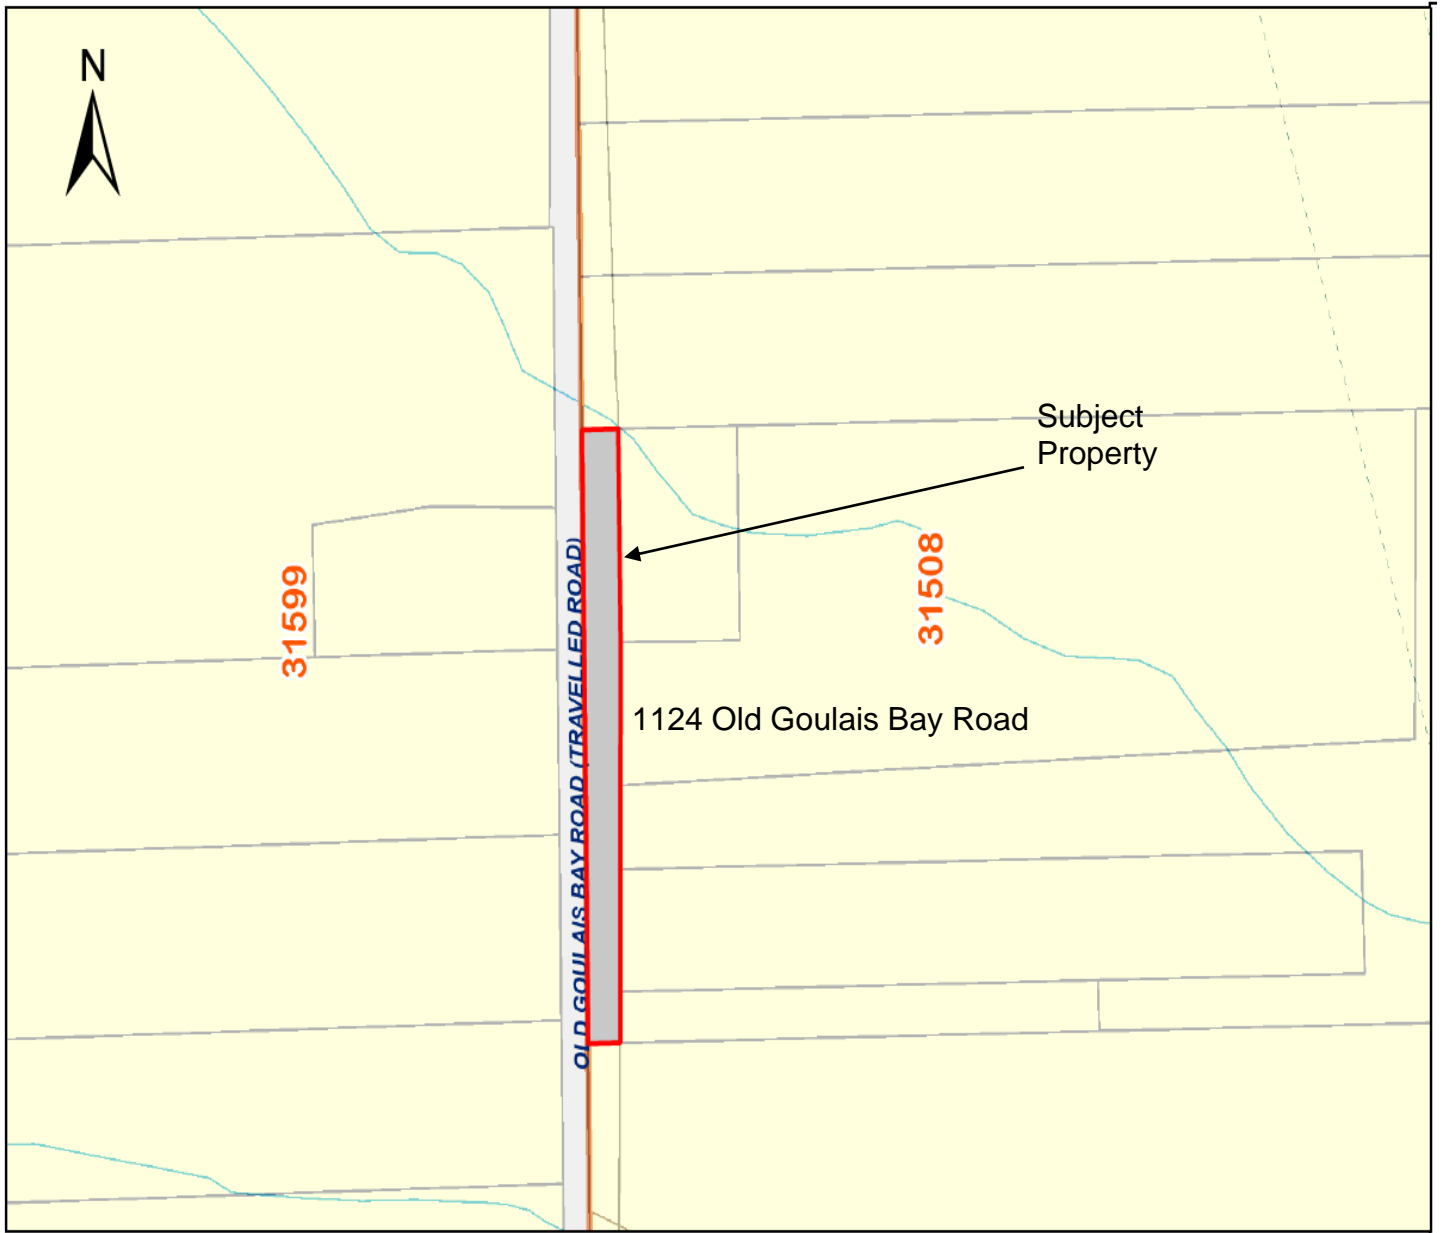 N
Subject
Property
31508
31599
OLD GOULAIS BAY ROAD (TRAVELLED ROAD)
1124 Old Goulais Bay Road